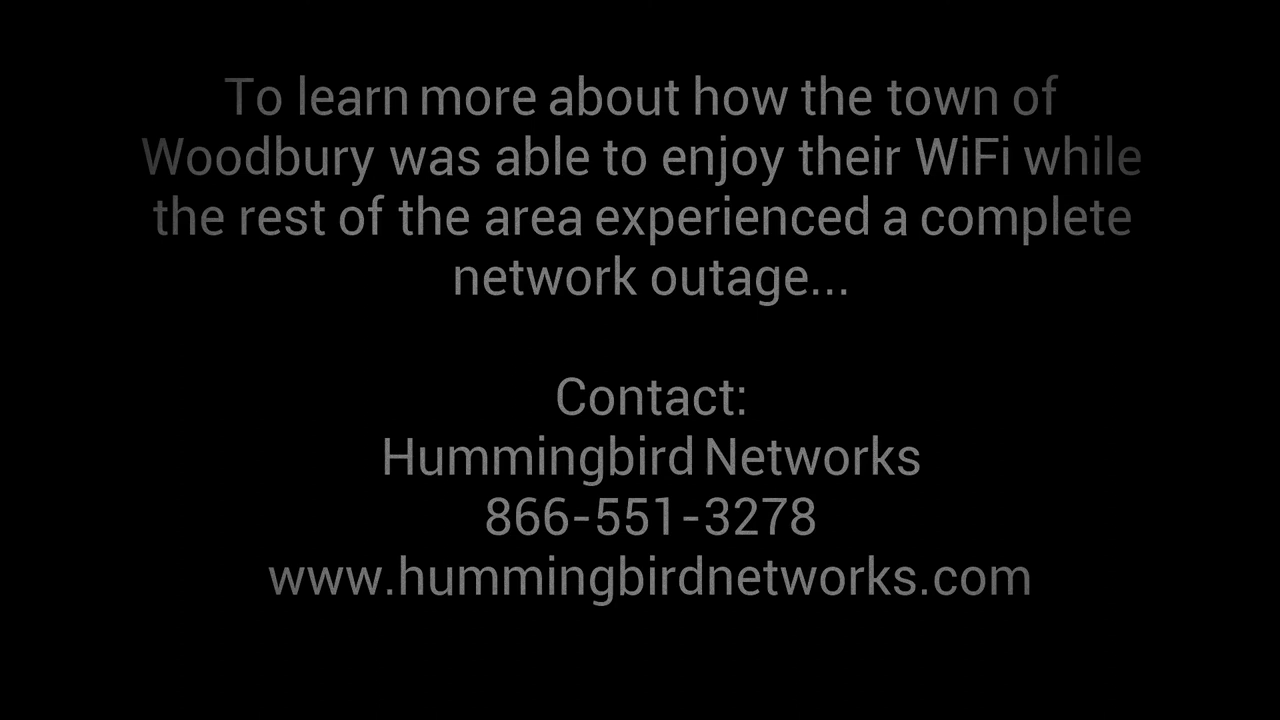 To learn more about how the town of
Woodbury was able to enjoy their WiFi while
the rest of the area experienced a complete
network outage...
Contact:
Hummingbird Networks
866-551-3278
www.hummingbirdnetworks.com